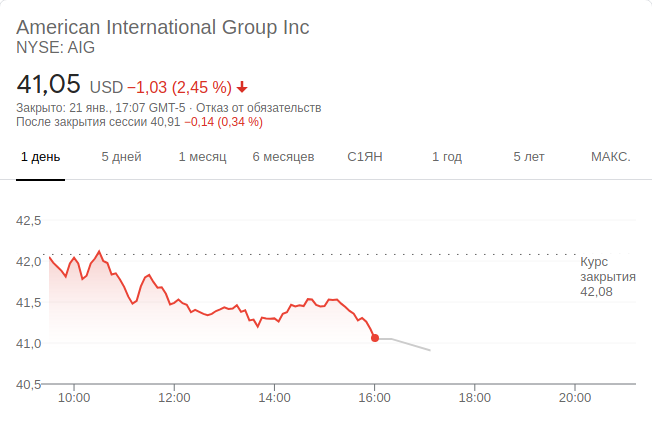 American International Group Inc
NYSE: AIG
41,05 USD −1,03 (2,45 %)
Закрыто: 21 янв., 17:07 GMT-5 · Отказ от обязательств
После закрытия сессии 40,91 −0,14 (0,34 %)
1 день 5 дней 1 месяц 6 месяцев С1ЯН 1 год 5 лет МАКС.
42,5
42,0
41,5
41,0
40,5
Курс
закрытия
42,08
10:00 12:00 14:00 16:00 18:00 20:00